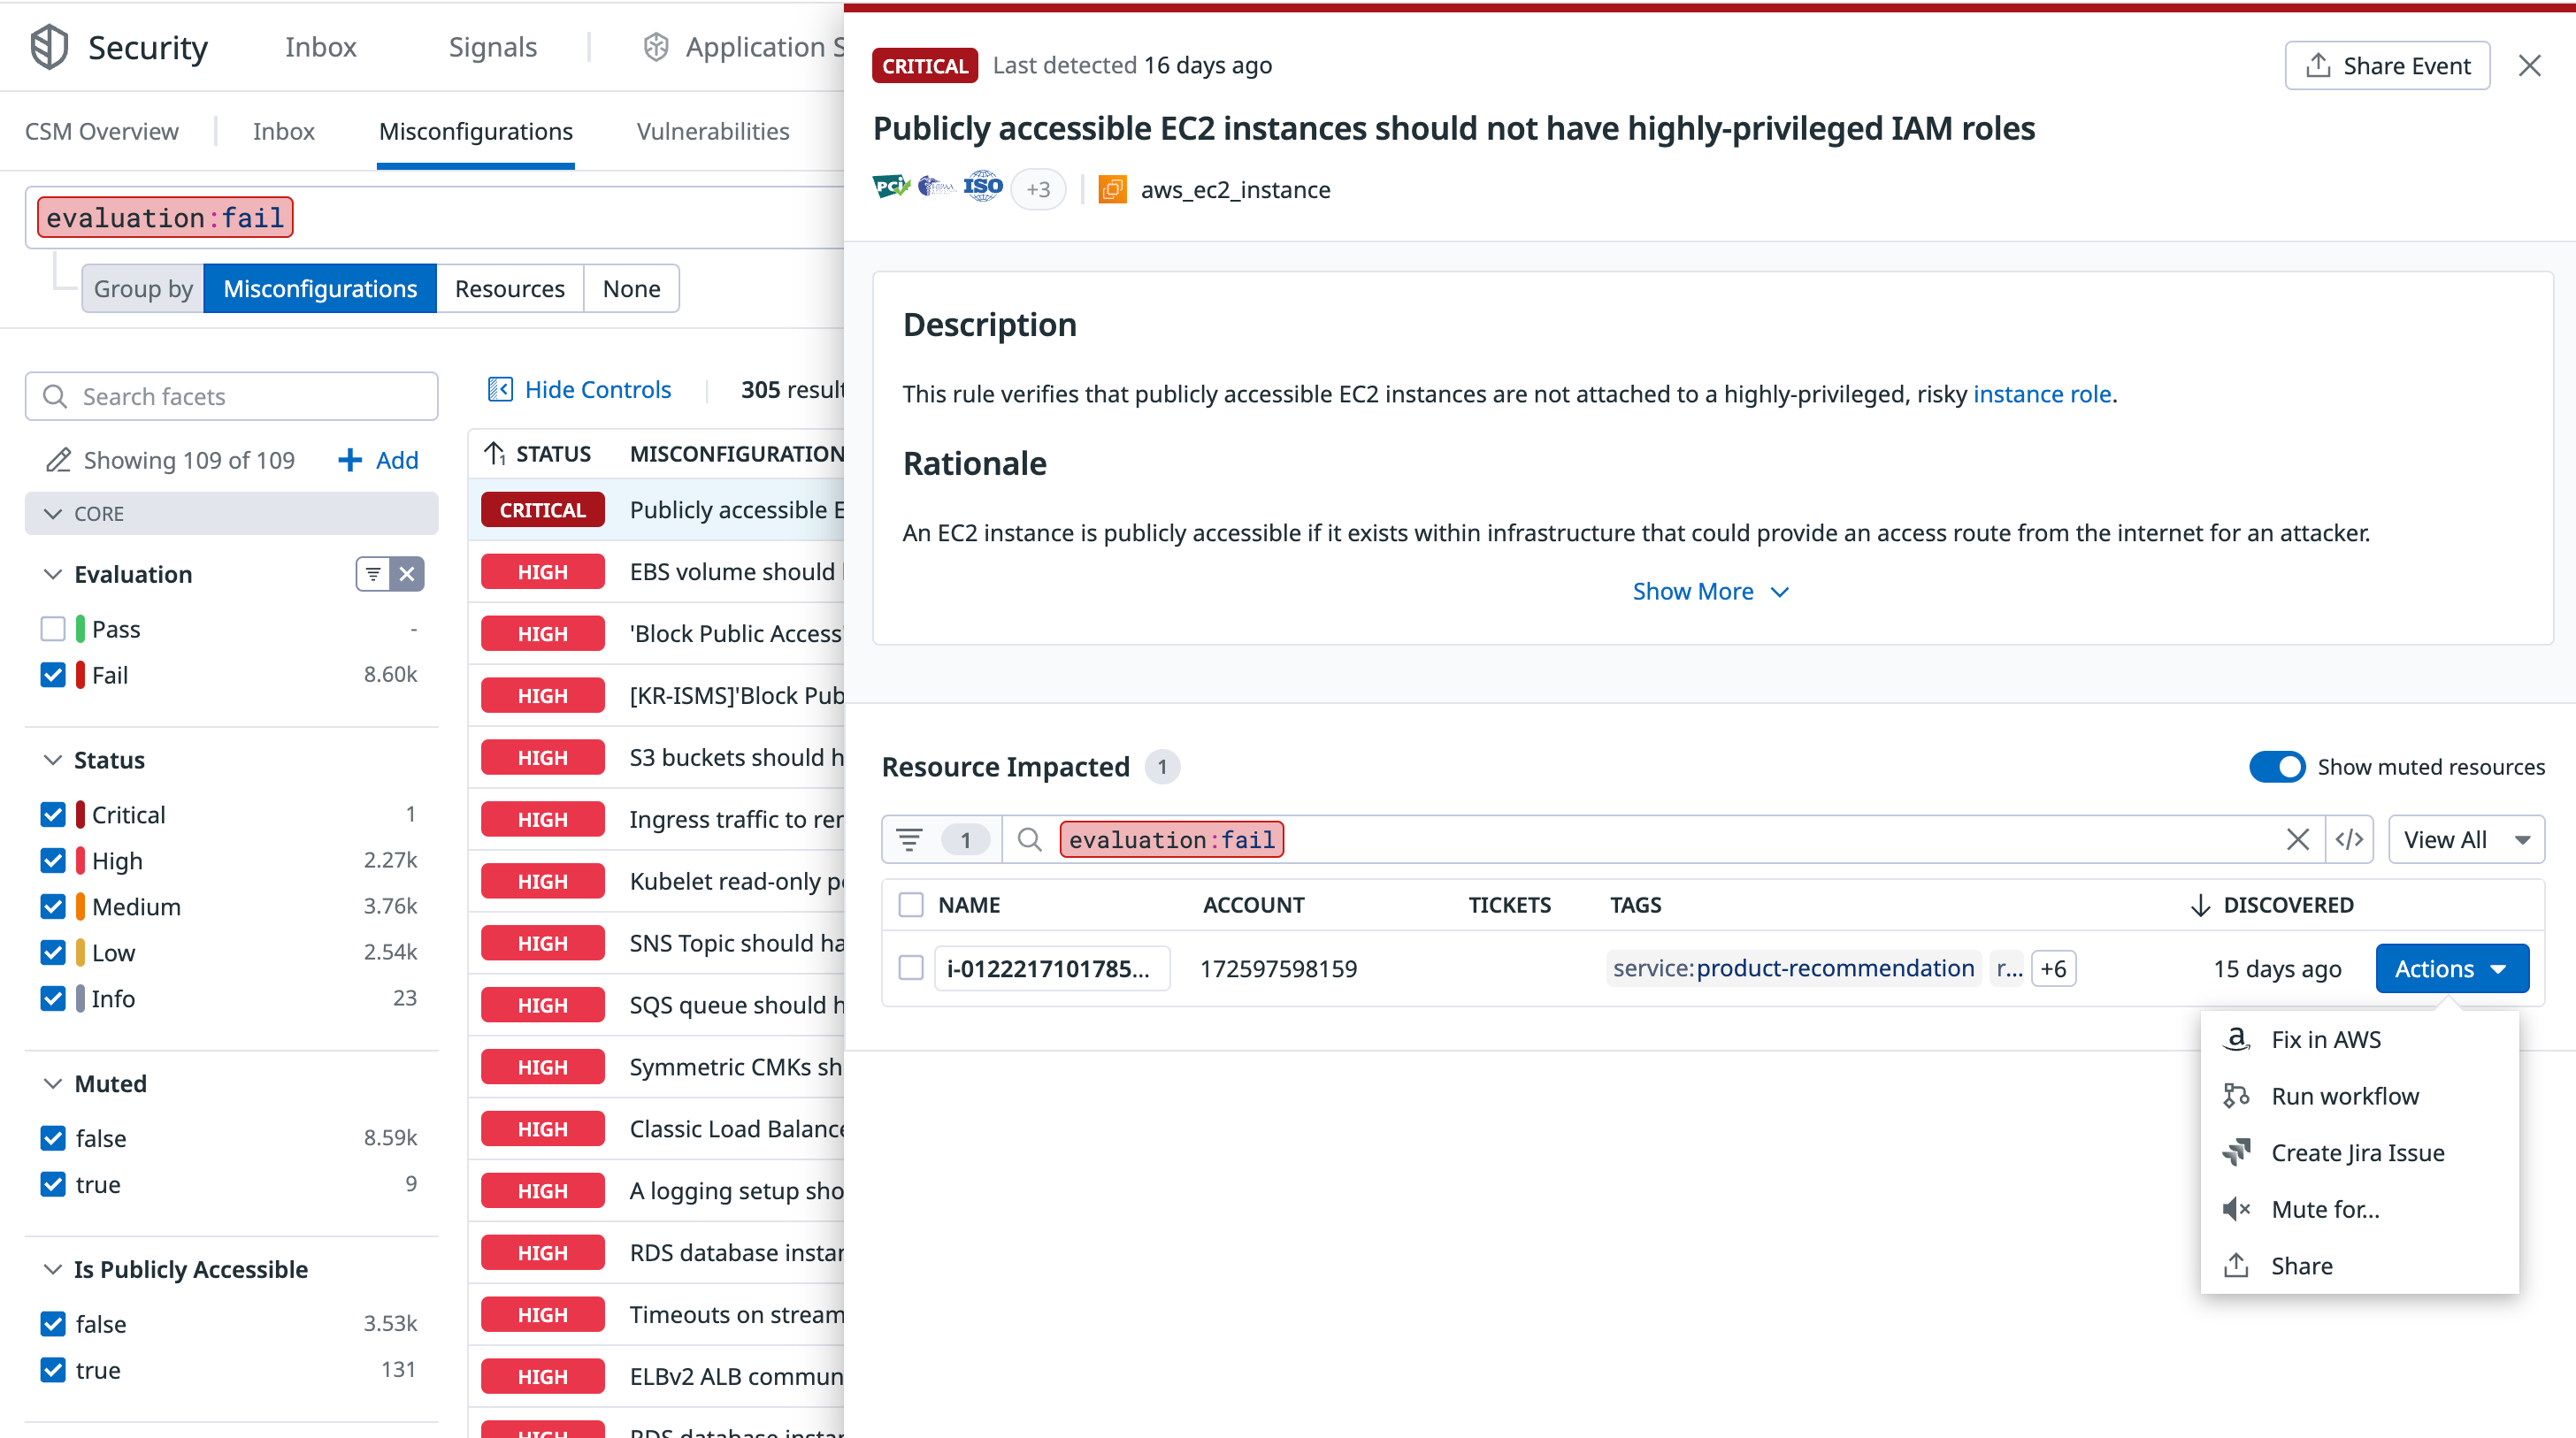 Security
Inbox
Signals
Application S
CSM Overview
Inbox
Misconfigurations
Vulnerabilities
evaluation:fail
Group by Misconfigurations Resources None
Search facets
Showing 109 of 109
Add
CORE
Evaluation
Pass -
Fail 8.60k
Status
Critical 1
High 2.27k
Medium 3.76k
Low 2.54k
Info 23
Muted
false 8.59k
true 9
Is Publicly Accessible
false 3.53k
true 131
Hide Controls
305 result
STATUS MISCONFIGURATION
CRITICAL Publicly accessible E
HIGH EBS volume should
HIGH 'Block Public Access'
HIGH [KR-ISMS]'Block Pub
HIGH S3 buckets should h
HIGH Ingress traffic to rer
HIGH Kubelet read-only po
HIGH SNS Topic should ha
HIGH SQS queue should h
HIGH Symmetric CMKs sh
HIGH Classic Load Balance
HIGH A logging setup sho
HIGH RDS database instan
HIGH Timeouts on stream
HIGH ELBv2 ALB commun
HIGH RDS database instan
CRITICAL Last detected 16 days ago
Share Event
Publicly accessible EC2 instances should not have highly-privileged IAM roles
PCI HIPAA ISO +3 aws_ec2_instance
Description
This rule verifies that publicly accessible EC2 instances are not attached to a highly-privileged, risky instance role.
Rationale
An EC2 instance is publicly accessible if it exists within infrastructure that could provide an access route from the internet for an attacker.
Show More
Resource Impacted 1
Show muted resources
1 evaluation:fail
</>
View All
NAME ACCOUNT TICKETS TAGS DISCOVERED
i-0122217101785... 172597598159 service:product-recommendation r... +6 15 days ago Actions
Fix in AWS
Run workflow
Create Jira Issue
Mute for...
Share